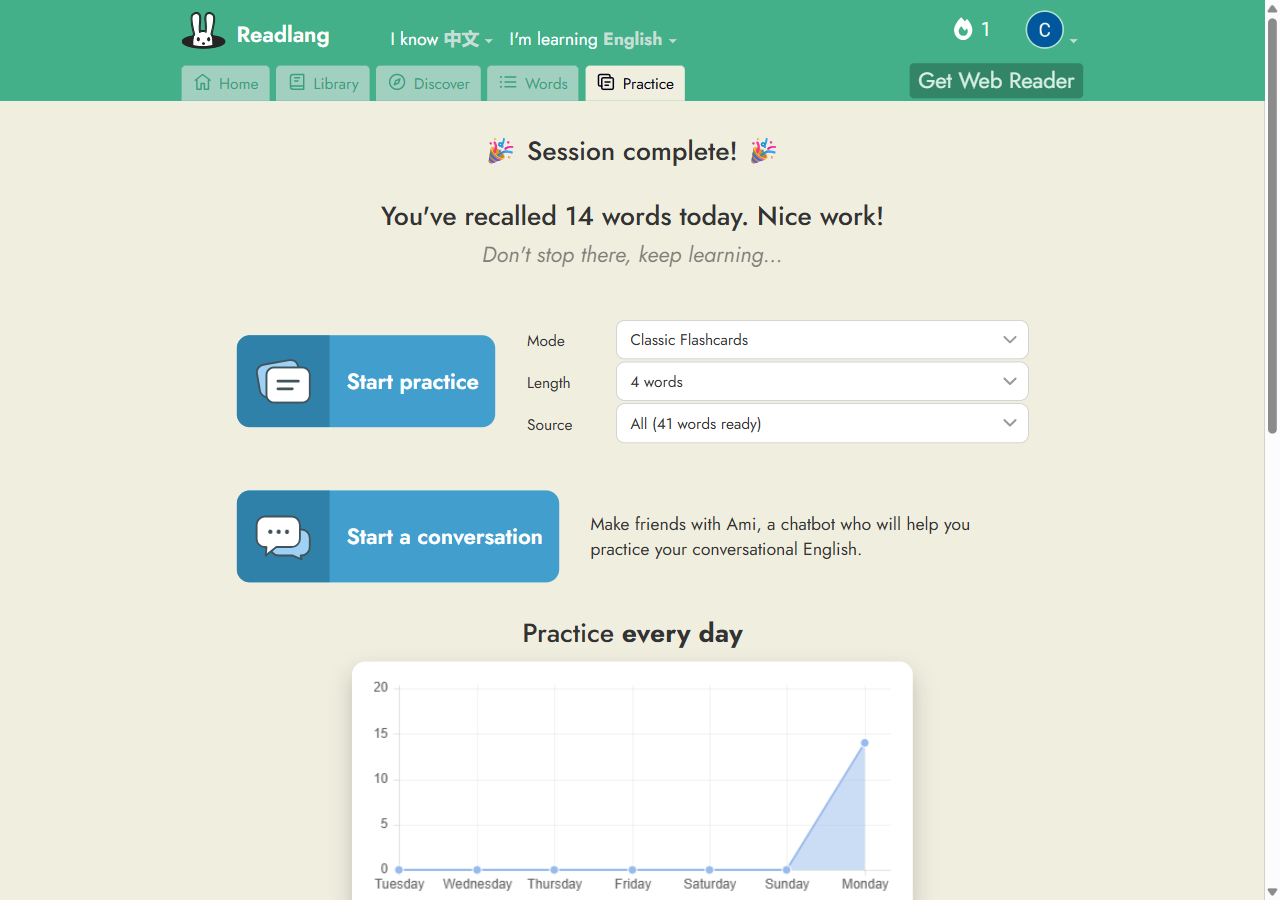 Readlang
I know 中文
I'm learning English
1
C
Home
Library
Discover
Words
Practice
Get Web Reader
🎉 Session complete! 🎉
You've recalled 14 words today. Nice work!
Don't stop there, keep learning...
Start practice
Mode
Classic Flashcards
Length
4 words
Source
All (41 words ready)
Start a conversation
Make friends with Ami, a chatbot who will help you
practice your conversational English.
Practice every day
20
15
10
5
0
Tuesday Wednesday Thursday Friday Saturday Sunday Monday